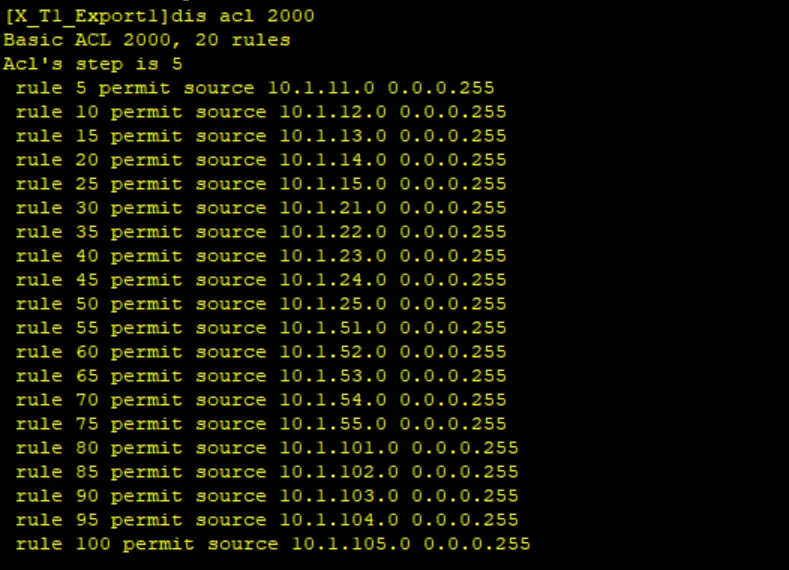 [X_T1_Export1]dis acl 2000
Basic ACL 2000, 20 rules
Acl's step is 5
rule 5 permit source 10.1.11.0 0.0.0.255
rule 10 permit source 10.1.12.0 0.0.0.255
rule 15 permit source 10.1.13.0 0.0.0.255
rule 20 permit source 10.1.14.0 0.0.0.255
rule 25 permit source 10.1.15.0 0.0.0.255
rule 30 permit source 10.1.21.0 0.0.0.255
rule 35 permit source 10.1.22.0 0.0.0.255
rule 40 permit source 10.1.23.0 0.0.0.255
rule 45 permit source 10.1.24.0 0.0.0.255
rule 50 permit source 10.1.25.0 0.0.0.255
rule 55 permit source 10.1.51.0 0.0.0.255
rule 60 permit source 10.1.52.0 0.0.0.255
rule 65 permit source 10.1.53.0 0.0.0.255
rule 70 permit source 10.1.54.0 0.0.0.255
rule 75 permit source 10.1.55.0 0.0.0.255
rule 80 permit source 10.1.101.0 0.0.0.255
rule 85 permit source 10.1.102.0 0.0.0.255
rule 90 permit source 10.1.103.0 0.0.0.255
rule 95 permit source 10.1.104.0 0.0.0.255
rule 100 permit source 10.1.105.0 0.0.0.255